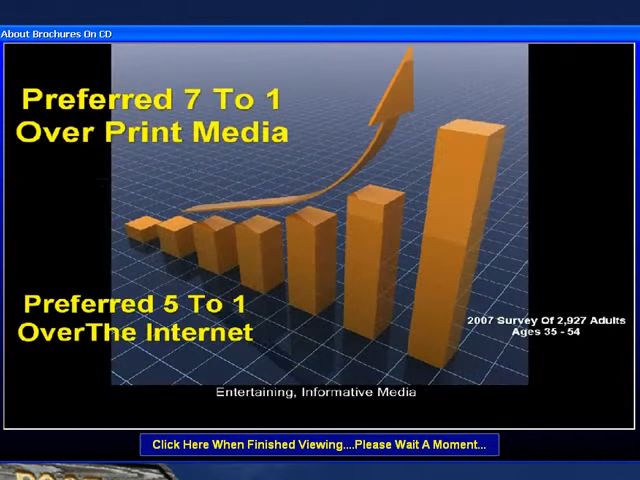 About Brochures On CD
Preferred 7 To 1
Over Print Media
Preferred 5 To 1
OverThe Internet
2007 Survey Of 2,927 Adults
Ages 35 - 54
Entertaining, Informative Media
Click Here When Finished Viewing....Please Wait A Moment...